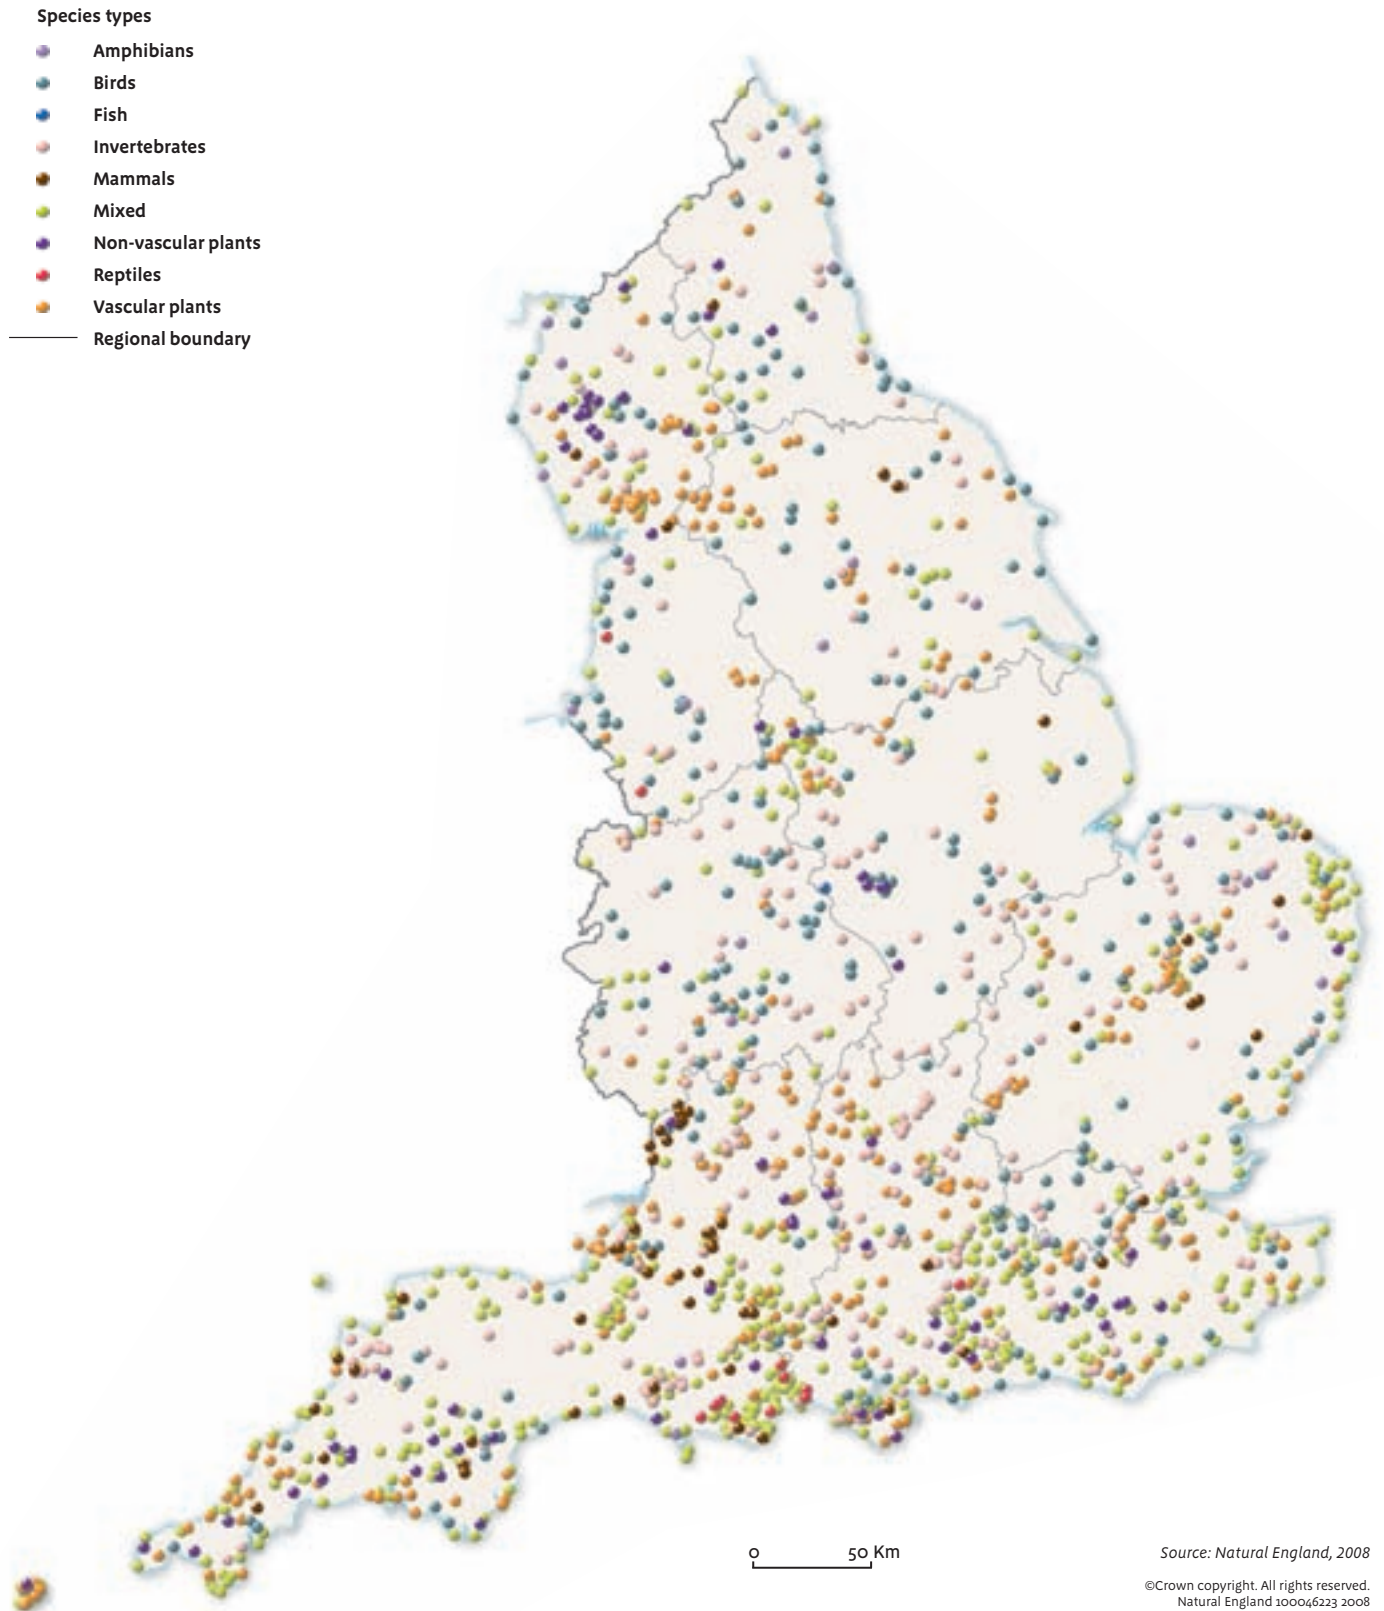 Species types
Amphibians
Birds
Fish
Invertebrates
Mammals
Mixed
Non-vascular plants
Reptiles
Vascular plants
Regional boundary
0 50 Km
Source: Natural England, 2008
©Crown copyright. All rights reserved.
Natural England 100046223 2008